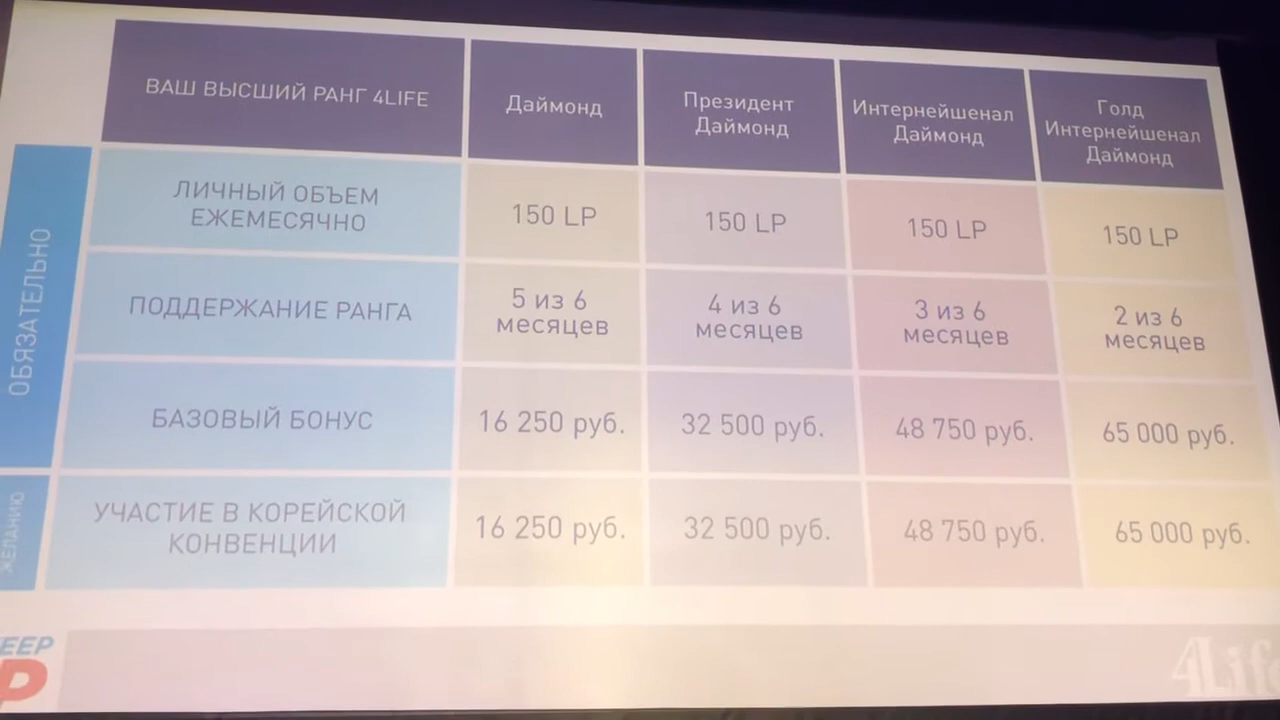 ВАШ ВЫСШИЙ РАНГ 4LIFE
Даймонд
Президент
Даймонд
Интернейшенал
Даймонд
Голд
Интернейшенал
Даймонд
ОБЯЗАТЕЛЬНО
ЛИЧНЫЙ ОБЪЕМ
ЕЖЕМЕСЯЧНО
150 LP
150 LP
150 LP
150 LP
ПОДДЕРЖАНИЕ РАНГА
5 из 6
месяцев
4 из 6
месяцев
3 из 6
месяцев
2 из 6
месяцев
БАЗОВЫЙ БОНУС
16 250 руб.
32 500 руб.
48 750 руб.
65 000 руб.
ЖЕЛАНИЮ
УЧАСТИЕ В КОРЕЙСКОЙ
КОНВЕНЦИИ
16 250 руб.
32 500 руб.
48 750 руб.
65 000 руб.
EEP
P
4Life